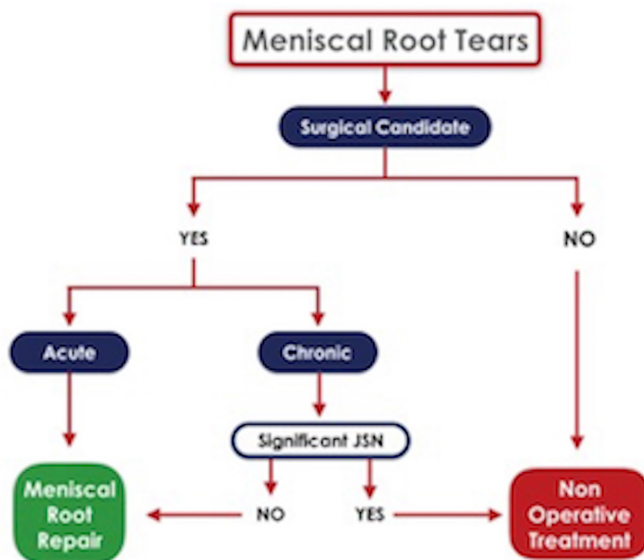 Meniscal Root Tears
Surgical Candidate
YES
NO
Acute
Chronic
Significant JSN
Meniscal
Root
Repair
NO
YES
Non
Operative
Treatment